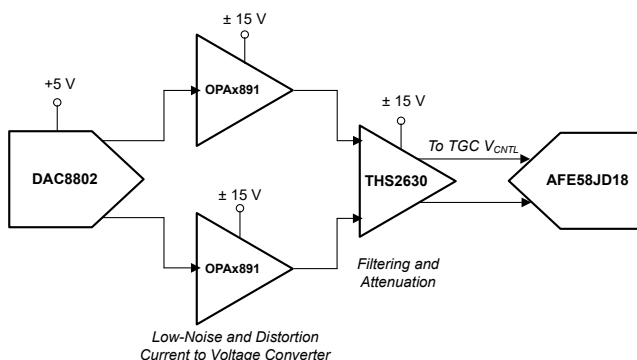 ± 15 V
OPAx891
+5 V
± 15 V
DAC8802
To TGC VCNTL
THS2630
AFE58JD18
± 15 V
OPAx891
Filtering and
Attenuation
Low-Noise and Distortion
Current to Voltage Converter